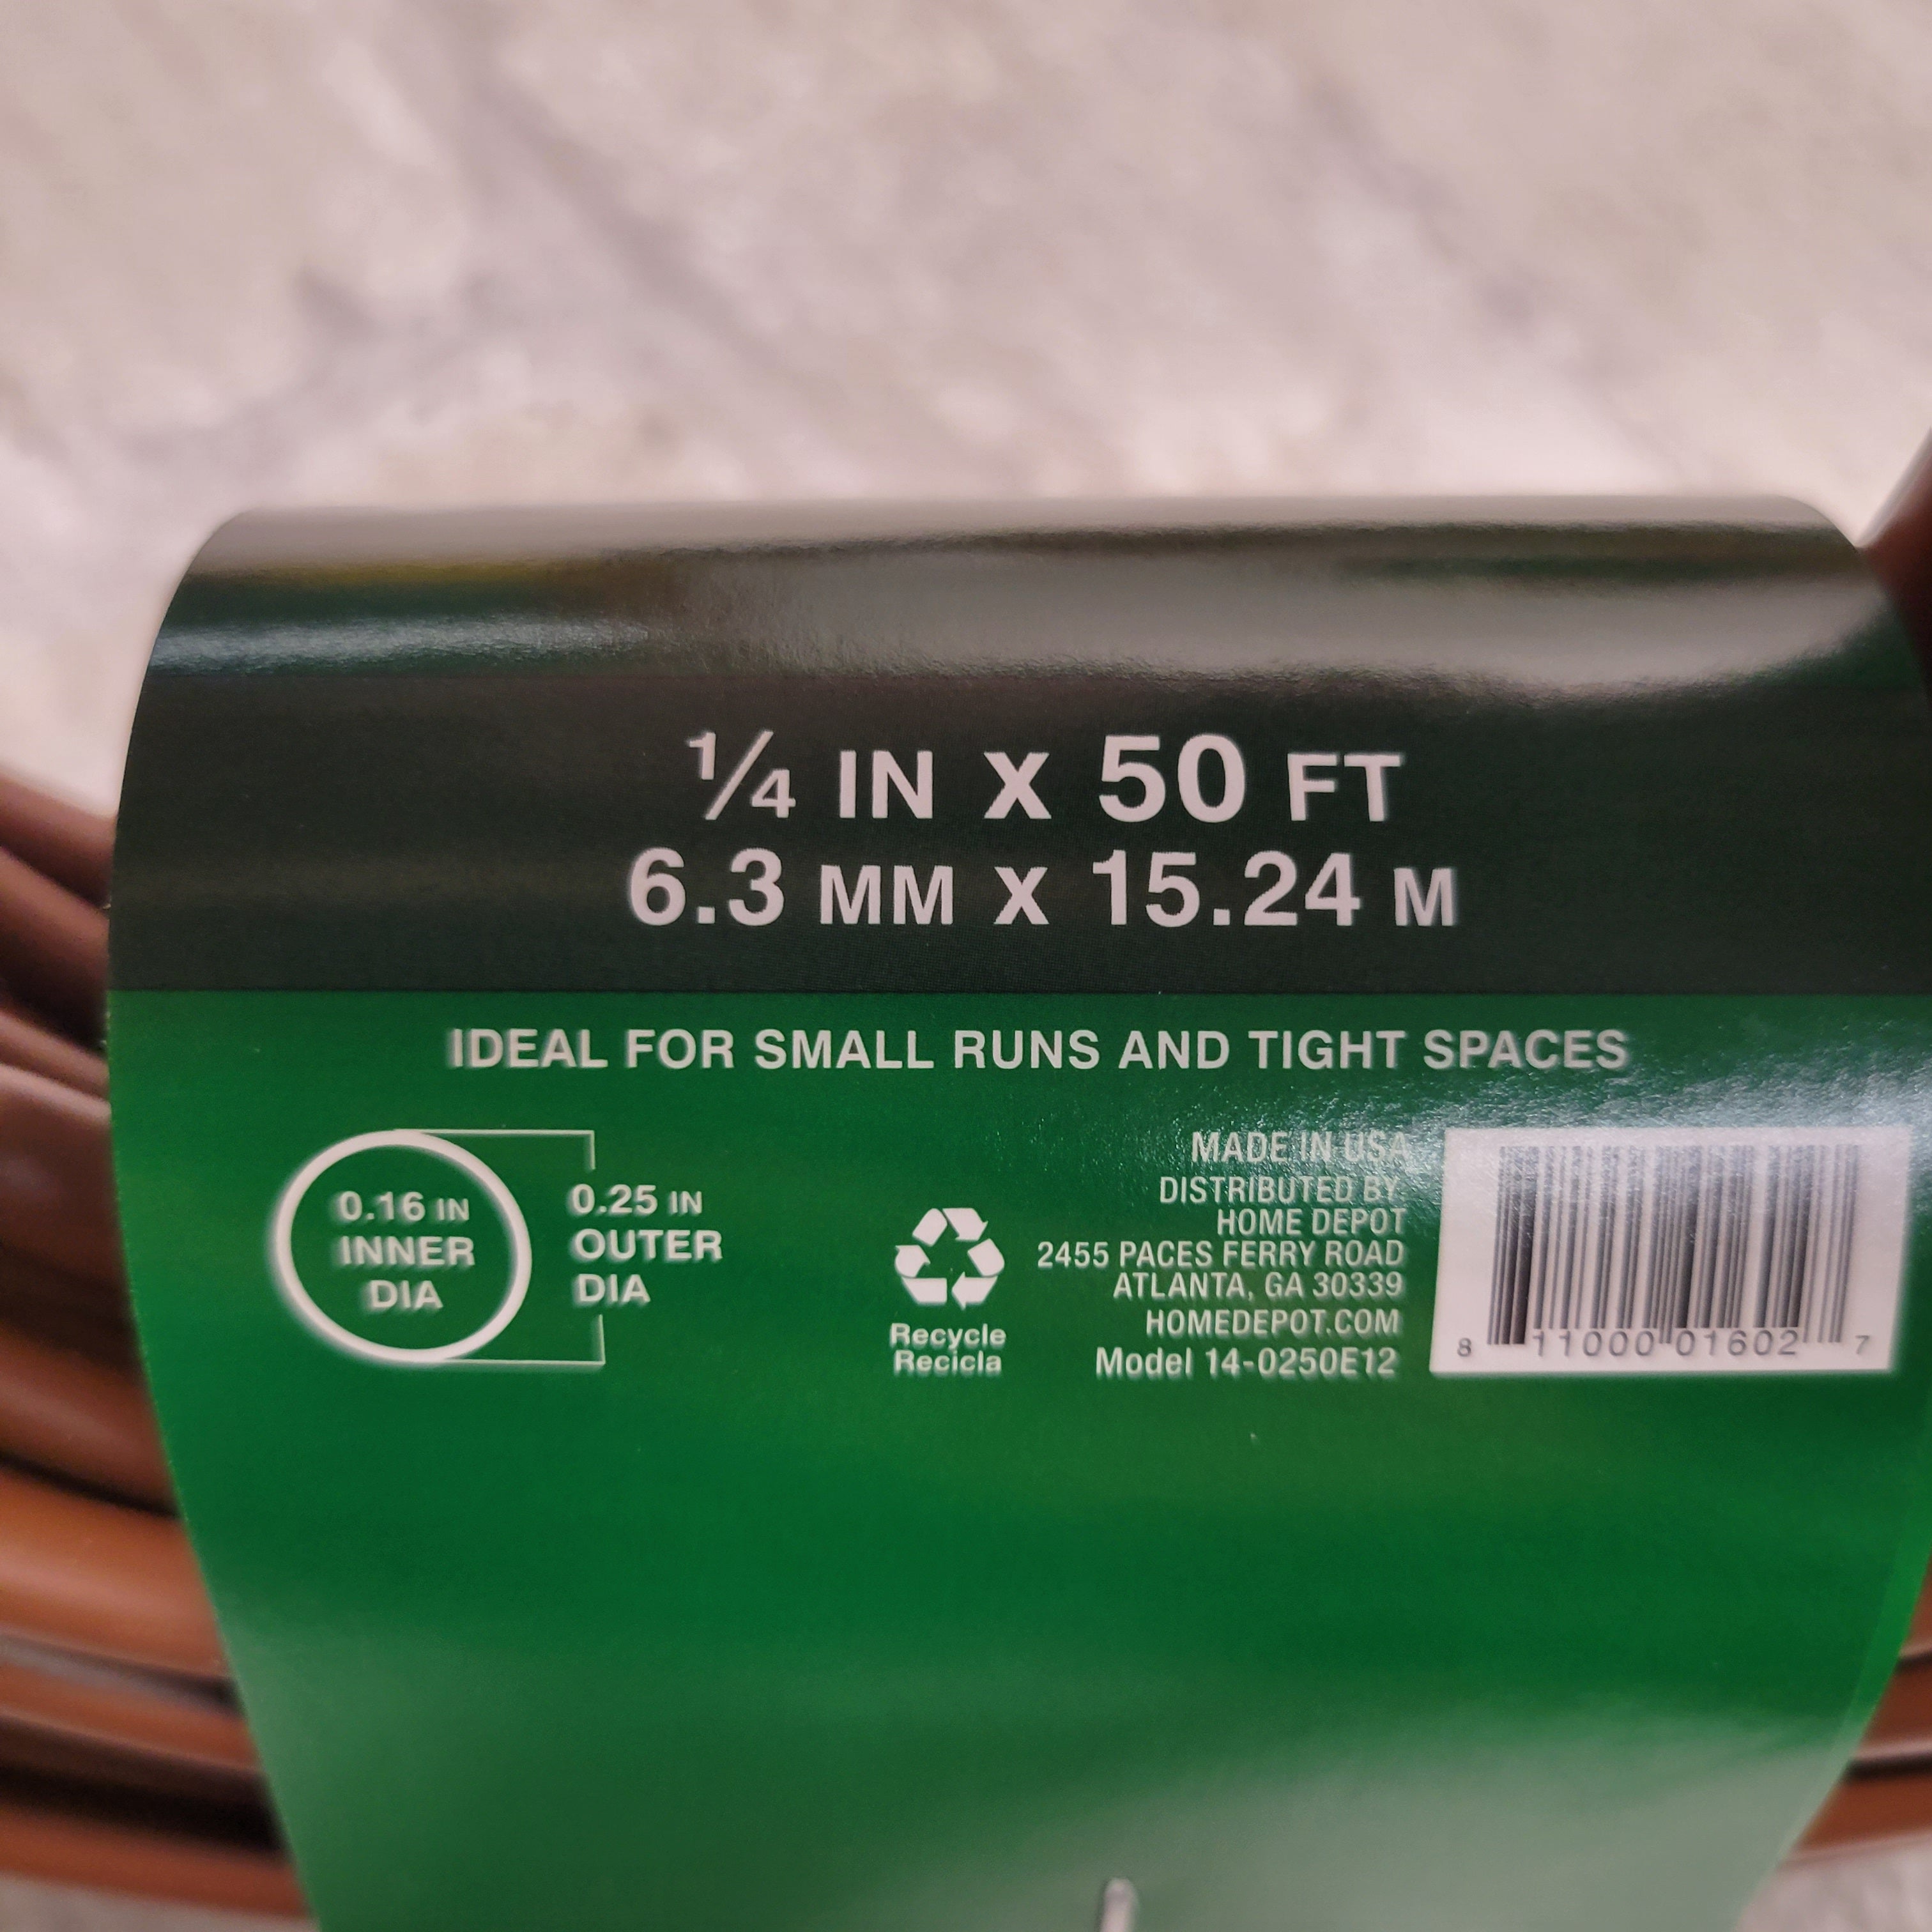 ¼ IN X 50 FT
6.3 MM X 15.24 M
IDEAL FOR SMALL RUNS AND TIGHT SPACES
0.16 IN
INNER
DIA
0.25 IN
OUTER
DIA
Recycle
Recicla
MADE IN USA
DISTRIBUTED BY
HOME DEPOT
2455 PACES FERRY ROAD
ATLANTA, GA 30339
HOMEDEPOT.COM
Model 14-0250E12
8 11000 01602 7